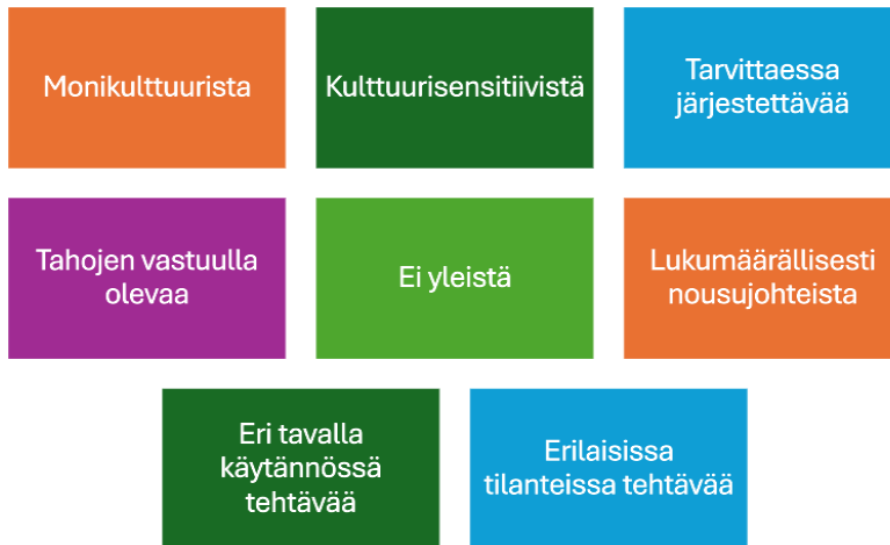 Monikulttuurista
Kulttuurisensitiivistä
Tarvittaessa
järjestettävää
Tahojen vastuulla
olevaa
Ei yleistä
Lukumäärällisesti
nousujohteista
Eri tavalla
käytännössä
tehtävää
Erilaisissa
tilanteissa tehtävää